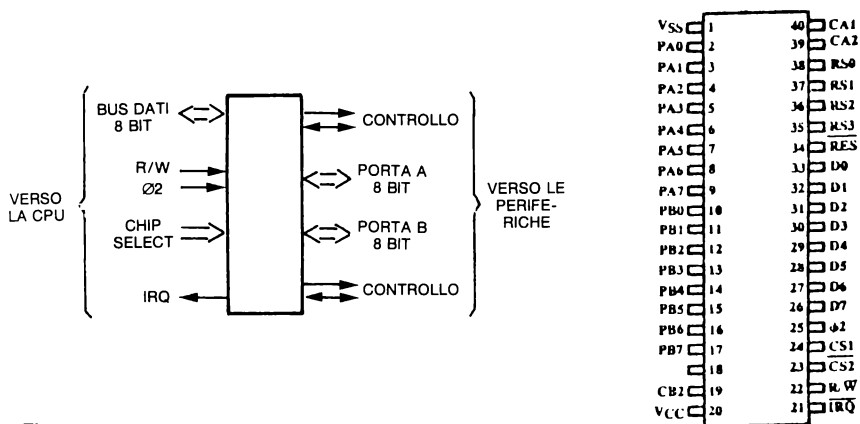 VERSO
LA CPU
BUS DATI
8 BIT
R/W
Ø2
CHIP
SELECT
IRQ
CONTROLLO
PORTA A
8 BIT
PORTA B
8 BIT
CONTROLLO
VERSO LE
PERIFE-
RICHE
VSS 1 40 CA1
PA0 2 39 CA2
PA1 3 38 RS0
PA2 4 37 RS1
PA3 5 36 RS2
PA4 6 35 RS3
PA5 7 34 RES
PA6 8 33 D0
PA7 9 32 D1
PB0 10 31 D2
PB1 11 30 D3
PB2 12 29 D4
PB3 13 28 D5
PB4 14 27 D6
PB5 15 26 D7
PB6 16 25 ϕ2
PB7 17 24 CS1
18 23 CS2
CB2 19 22 R/W
VCC 20 21 IRQ